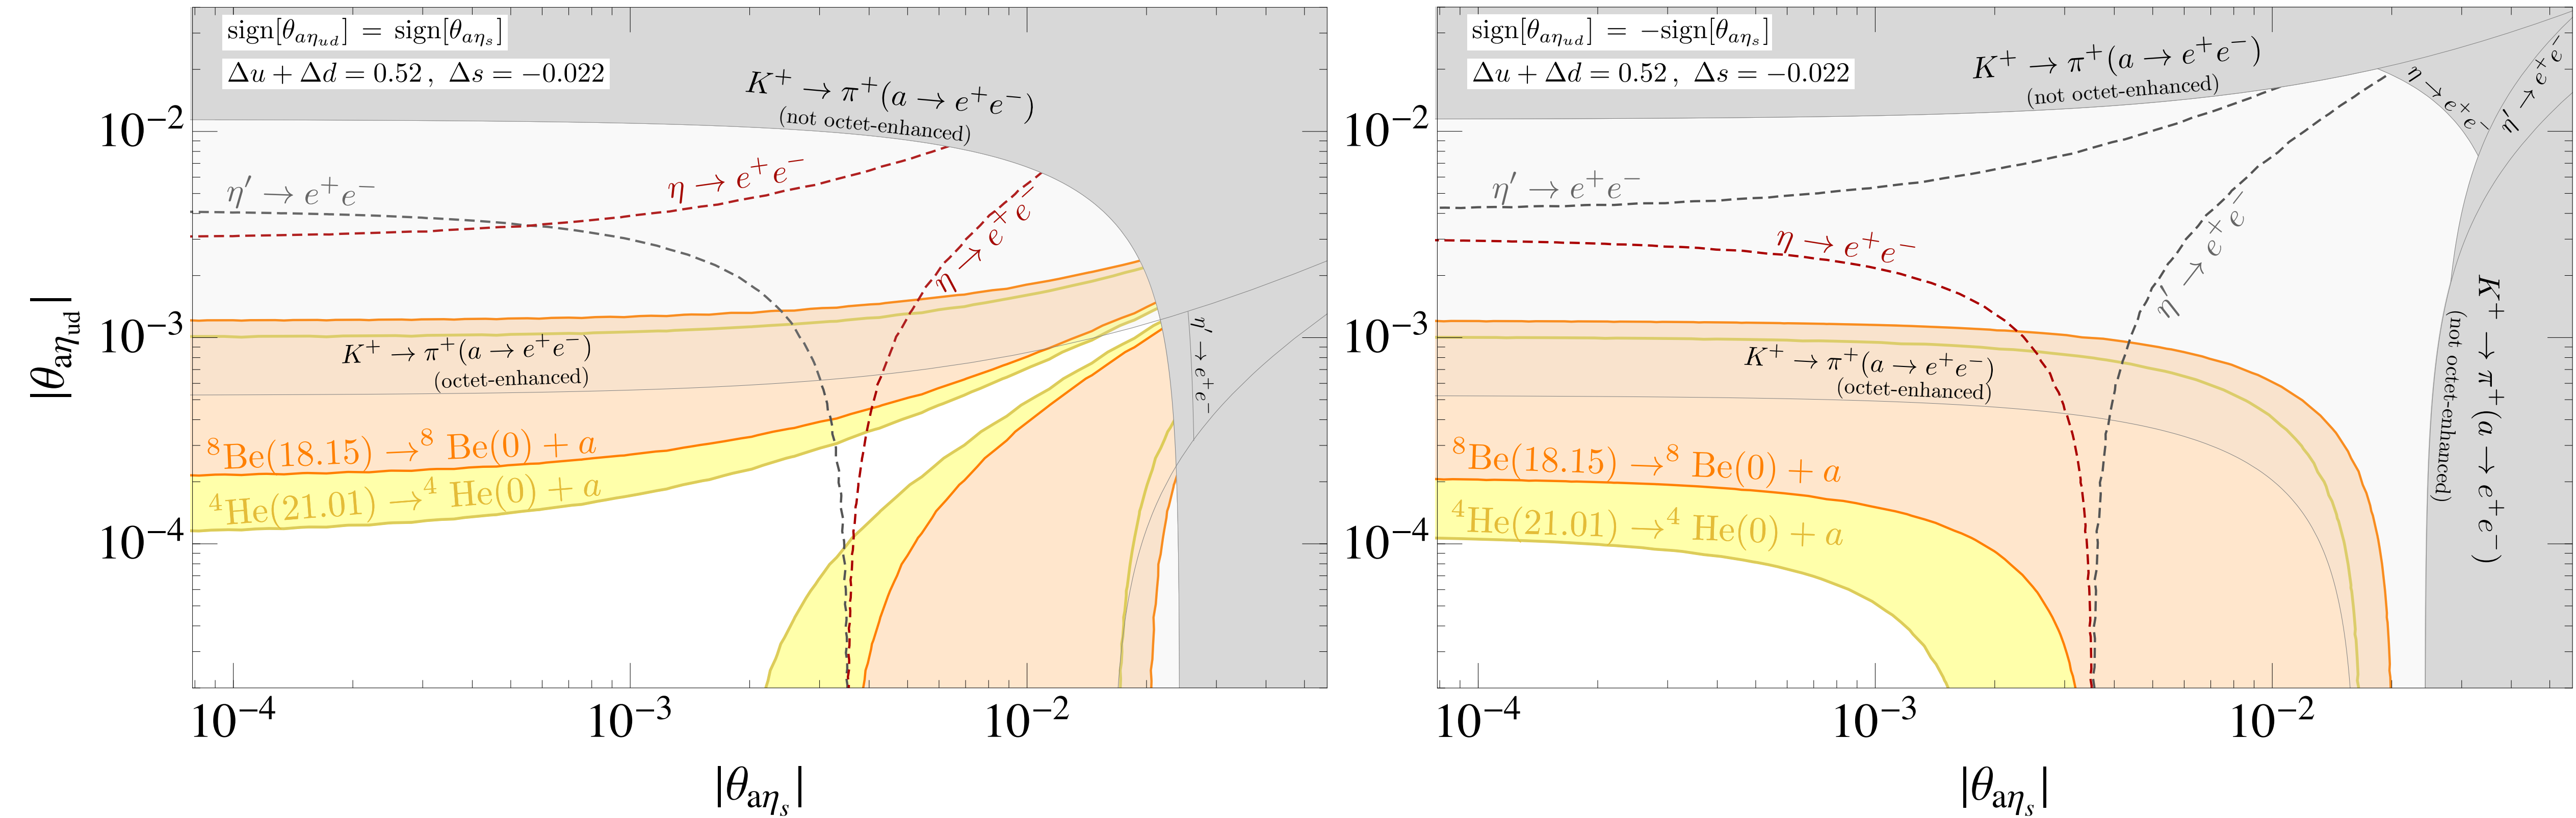 sign[θ_{aη_{ud}}] = sign[θ_{aη_s}]
Δu + Δd = 0.52 , Δs = −0.022
K⁺ → π⁺(a → e⁺e⁻)
(not octet-enhanced)
η′ → e⁺e⁻
η → e⁺e⁻
η → e⁺e⁻
K⁺ → π⁺(a → e⁺e⁻)
(octet-enhanced)
η′ → e⁺e⁻
⁸Be(18.15) →⁸ Be(0) + a
⁴He(21.01) →⁴ He(0) + a
|θ_{aη_{ud}}|
10⁻²
10⁻³
10⁻⁴
10⁻⁴
10⁻³
10⁻²
|θ_{aη_s}|
sign[θ_{aη_{ud}}] = −sign[θ_{aη_s}]
Δu + Δd = 0.52 , Δs = −0.022
K⁺ → π⁺(a → e⁺e⁻)
(not octet-enhanced)
η → e⁺e⁻
η′ → e⁺e⁻
η′ → e⁺e⁻
η → e⁺e⁻
η′ → e⁺e⁻
K⁺ → π⁺(a → e⁺e⁻)
(octet-enhanced)
K⁺ → π⁺(a → e⁺e⁻)
(not octet-enhanced)
⁸Be(18.15) →⁸ Be(0) + a
⁴He(21.01) →⁴ He(0) + a
10⁻²
10⁻³
10⁻⁴
10⁻⁴
10⁻³
10⁻²
|θ_{aη_s}|